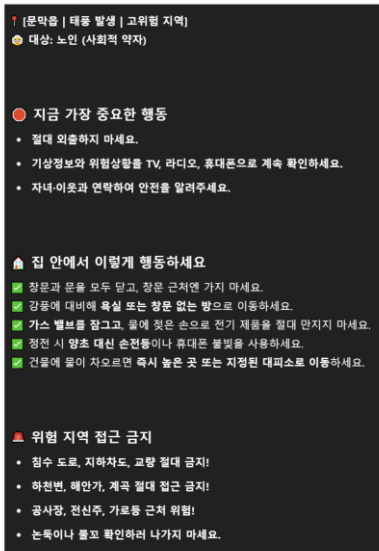 📍 [문막읍 | 태풍 발생 | 고위험 지역]
🧓 대상: 노인 (사회적 약자)
🛑 지금 가장 중요한 행동
• 절대 외출하지 마세요.
• 기상정보와 위험상황을 TV, 라디오, 휴대폰으로 계속 확인하세요.
• 자녀·이웃과 연락하여 안전을 알려주세요.
🏠 집 안에서 이렇게 행동하세요
✅ 창문과 문을 모두 닫고, 창문 근처엔 가지 마세요.
✅ 강풍에 대비해 욕실 또는 창문 없는 방으로 이동하세요.
✅ 가스 밸브를 잠그고, 물에 젖은 손으로 전기 제품을 절대 만지지 마세요.
✅ 정전 시 양초 대신 손전등이나 휴대폰 불빛을 사용하세요.
✅ 건물에 물이 차오르면 즉시 높은 곳 또는 지정된 대피소로 이동하세요.
🚨 위험 지역 접근 금지
• 침수 도로, 지하차도, 교량 절대 금지!
• 하천변, 해안가, 계곡 절대 접근 금지!
• 공사장, 전신주, 가로등 근처 위험!
• 논둑이나 물꼬 확인하러 나가지 마세요.